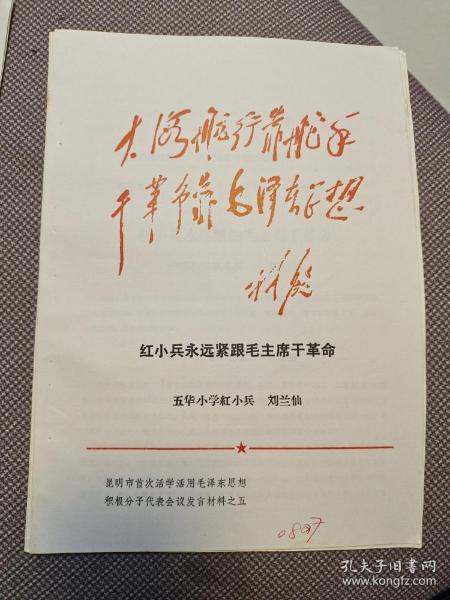 大海航行靠舵手
干革命靠毛泽东思想
林彪
红小兵永远紧跟毛主席干革命
五华小学红小兵 刘兰仙
昆明市首次活学活用毛泽东思想
积极分子代表会议发言材料之五
0897
孔夫子旧书网
www.kongfz.com